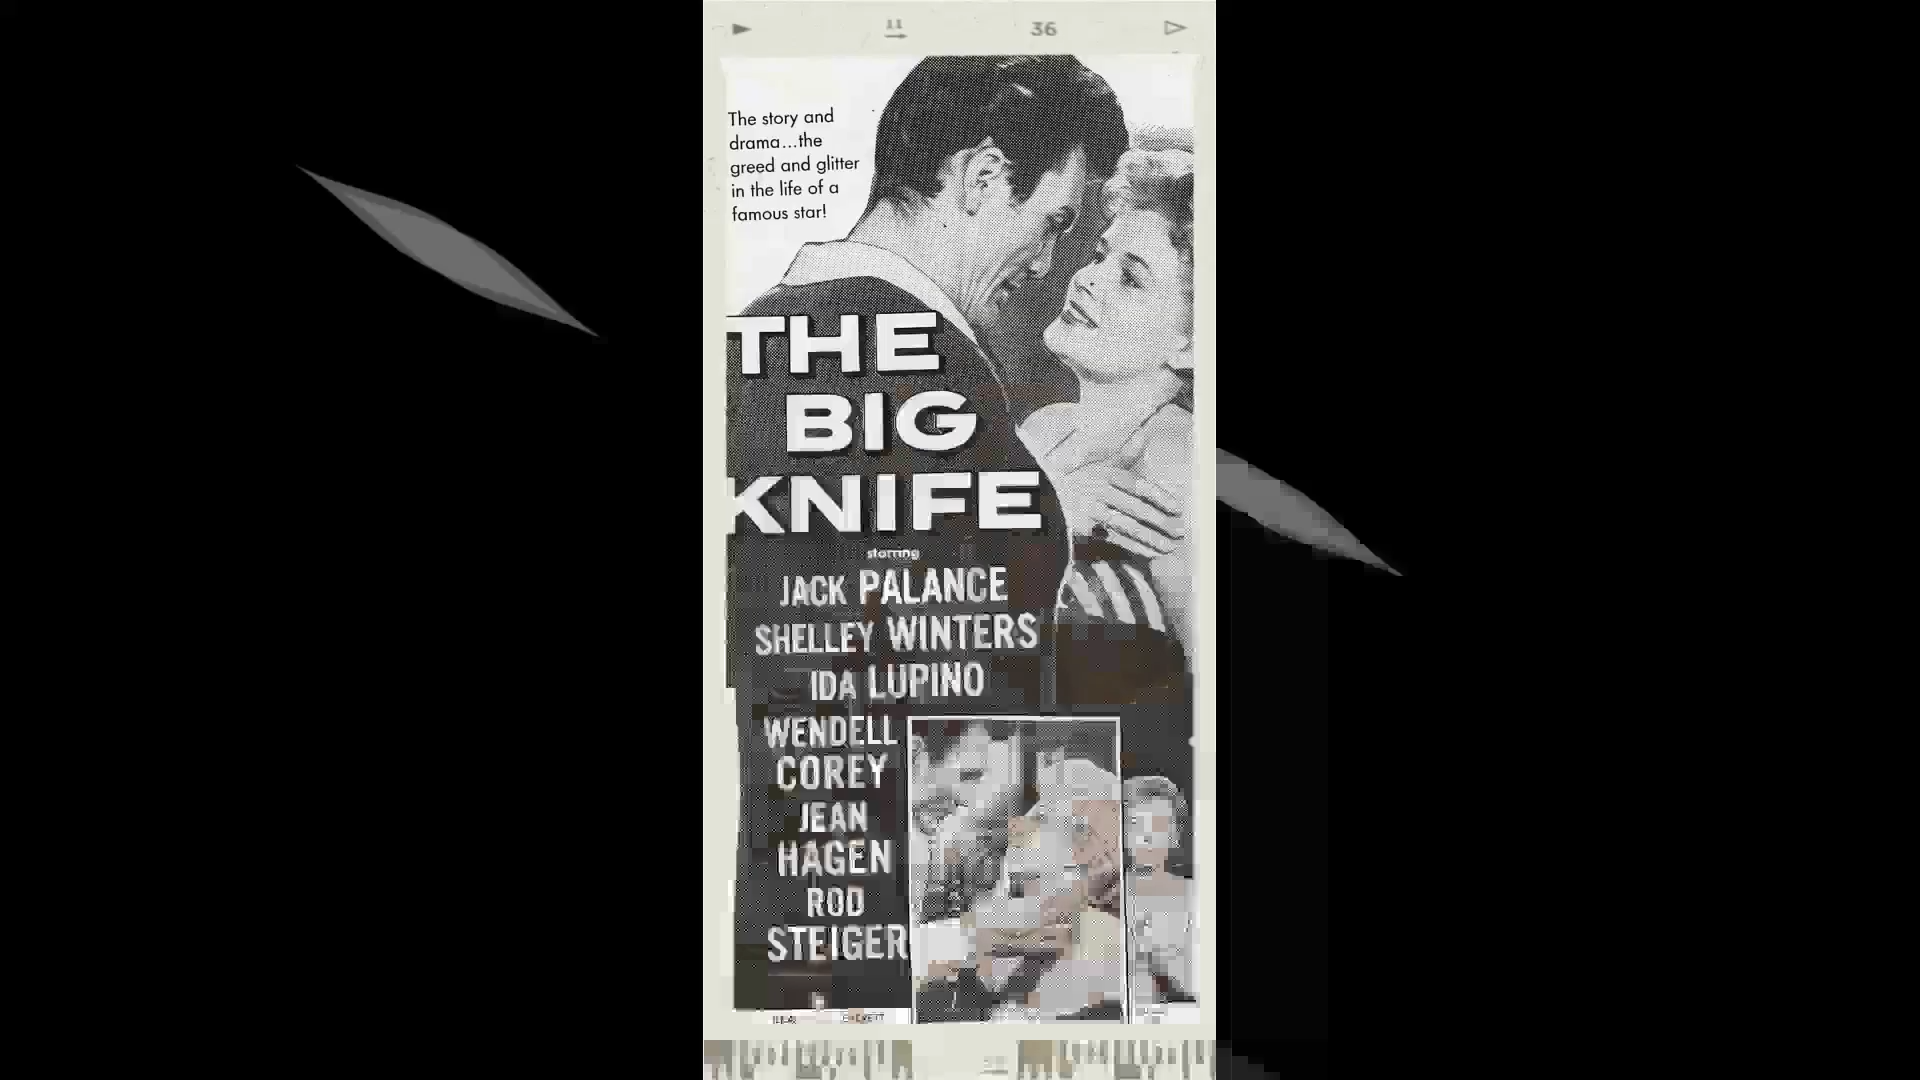 11
36
The story and
drama...the
greed and glitter
in the life of a
famous star!
THE
BIG
KNIFE
starring
JACK PALANCE
SHELLEY WINTERS
IDA LUPINO
WENDELL
COREY
JEAN
HAGEN
ROD
STEIGER